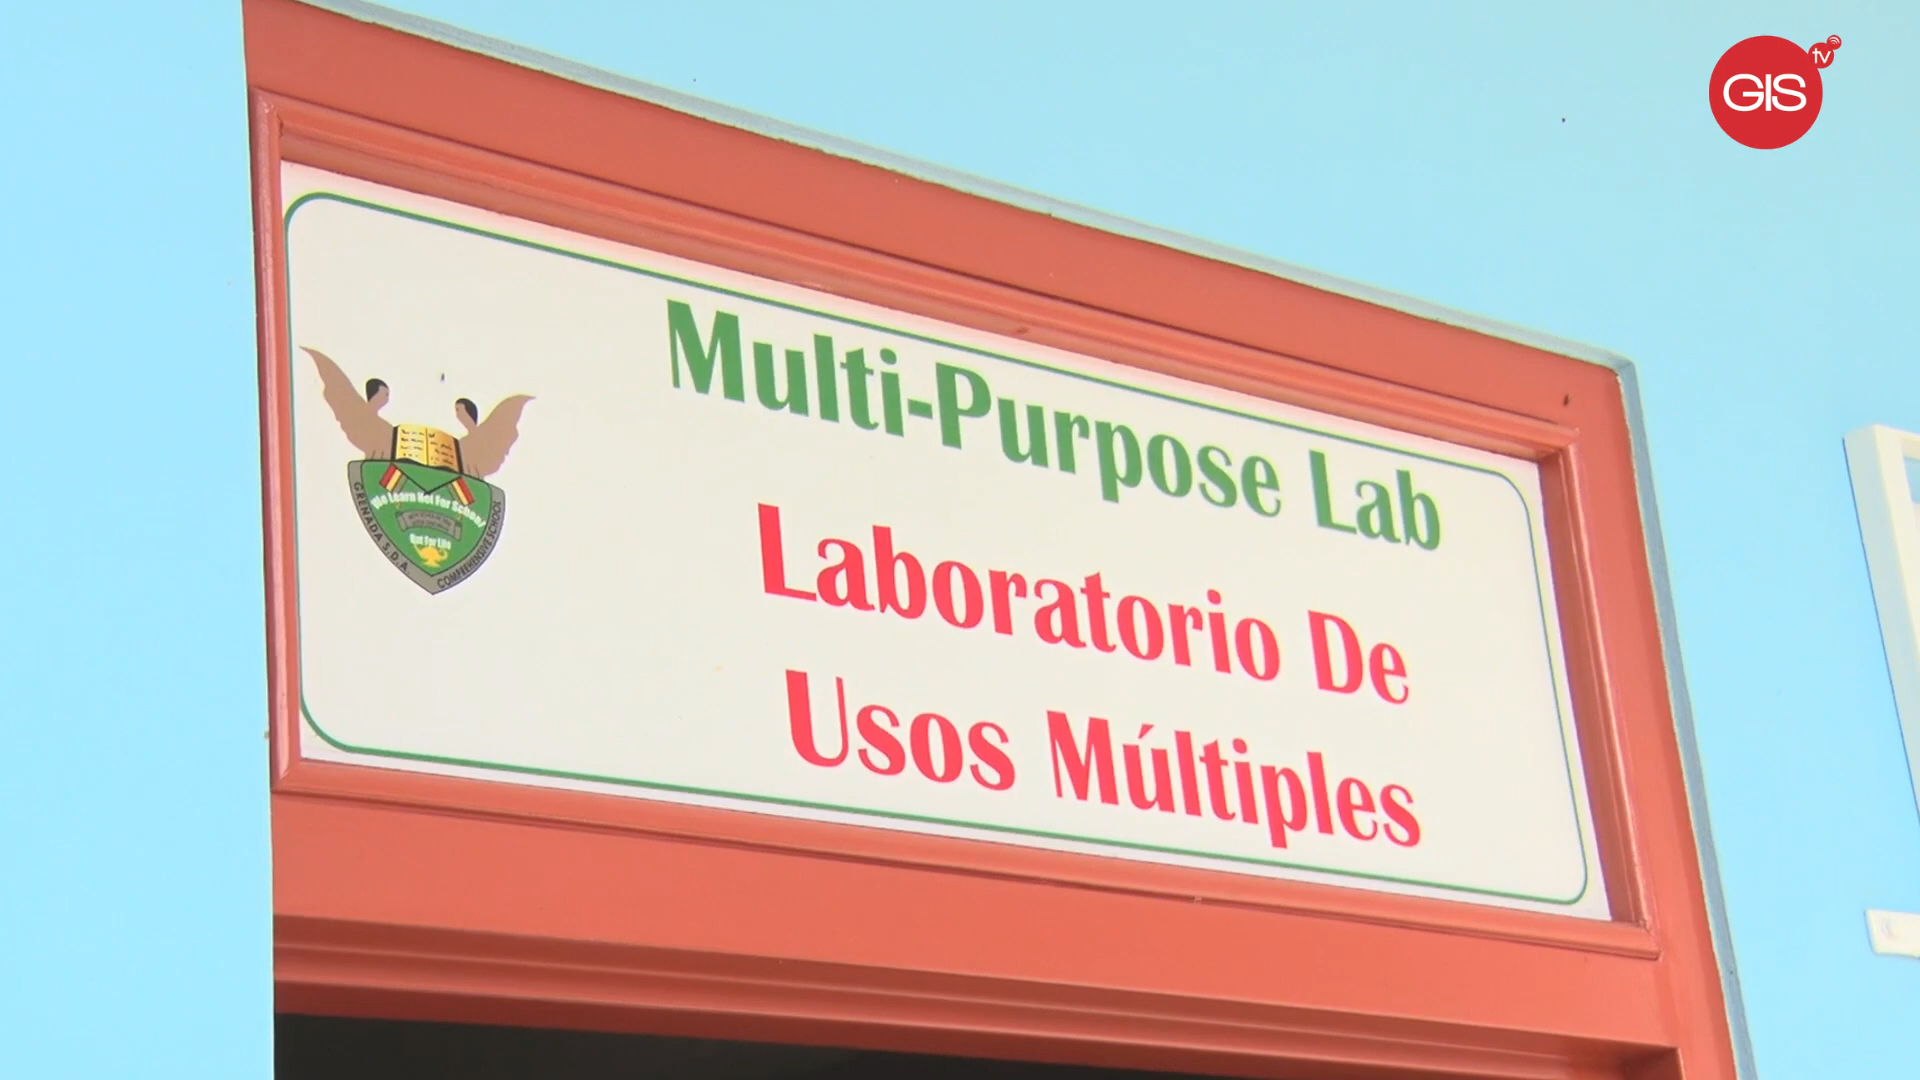 GIS tv
Multi-Purpose Lab
Laboratorio De
Usos Múltiples
We Learn Not For School
But For Life
GRENADA S.D.A. COMPREHENSIVE SCHOOL